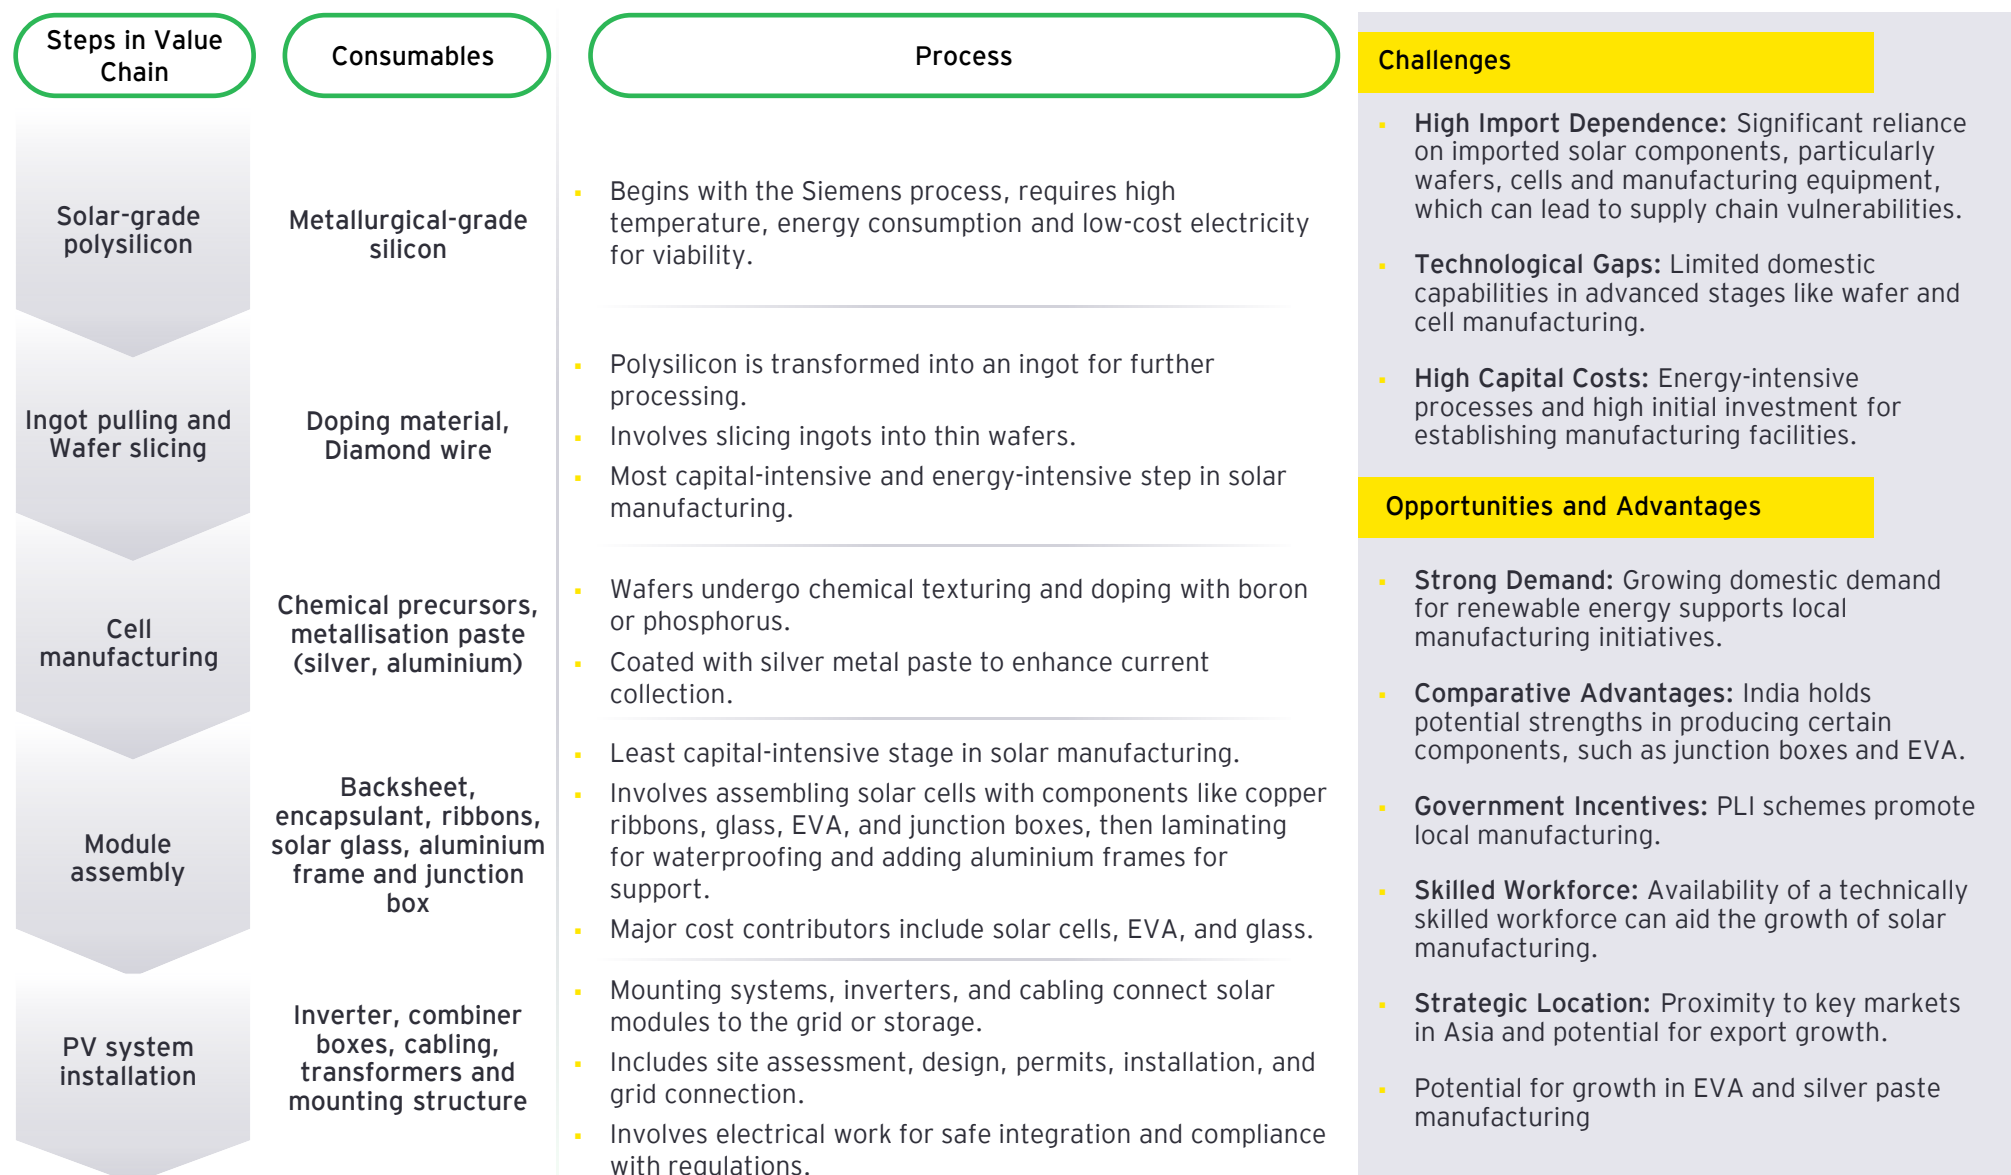 Steps in Value
Chain
Consumables
Process
Solar-grade
polysilicon
Metallurgical-grade
silicon
▪ Begins with the Siemens process, requires high
temperature, energy consumption and low-cost electricity
for viability.
Ingot pulling and
Wafer slicing
Doping material,
Diamond wire
▪ Polysilicon is transformed into an ingot for further
processing.
▪ Involves slicing ingots into thin wafers.
▪ Most capital-intensive and energy-intensive step in solar
manufacturing.
Cell
manufacturing
Chemical precursors,
metallisation paste
(silver, aluminium)
▪ Wafers undergo chemical texturing and doping with boron
or phosphorus.
▪ Coated with silver metal paste to enhance current
collection.
Module
assembly
Backsheet,
encapsulant, ribbons,
solar glass, aluminium
frame and junction
box
▪ Least capital-intensive stage in solar manufacturing.
▪ Involves assembling solar cells with components like copper
ribbons, glass, EVA, and junction boxes, then laminating
for waterproofing and adding aluminium frames for
support.
▪ Major cost contributors include solar cells, EVA, and glass.
PV system
installation
Inverter, combiner
boxes, cabling,
transformers and
mounting structure
▪ Mounting systems, inverters, and cabling connect solar
modules to the grid or storage.
▪ Includes site assessment, design, permits, installation, and
grid connection.
▪ Involves electrical work for safe integration and compliance
with regulations.
Challenges
▪ High Import Dependence: Significant reliance
on imported solar components, particularly
wafers, cells and manufacturing equipment,
which can lead to supply chain vulnerabilities.
▪ Technological Gaps: Limited domestic
capabilities in advanced stages like wafer and
cell manufacturing.
▪ High Capital Costs: Energy-intensive
processes and high initial investment for
establishing manufacturing facilities.
Opportunities and Advantages
▪ Strong Demand: Growing domestic demand
for renewable energy supports local
manufacturing initiatives.
▪ Comparative Advantages: India holds
potential strengths in producing certain
components, such as junction boxes and EVA.
▪ Government Incentives: PLI schemes promote
local manufacturing.
▪ Skilled Workforce: Availability of a technically
skilled workforce can aid the growth of solar
manufacturing.
▪ Strategic Location: Proximity to key markets
in Asia and potential for export growth.
▪ Potential for growth in EVA and silver paste
manufacturing